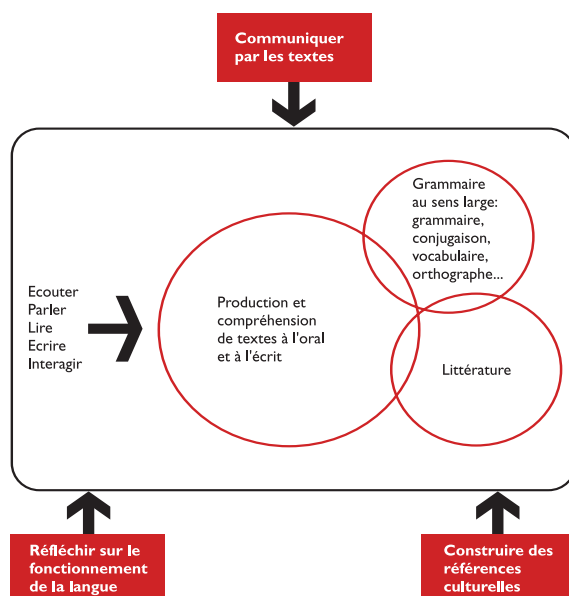 Communiquer
par les textes
Grammaire
au sens large:
grammaire,
conjugaison,
vocabulaire,
orthographe...
Ecouter
Parler
Lire
Ecrire
Interagir
Production et
compréhension
de textes à l'oral
et à l'écrit
Littérature
Réfléchir sur le
fonctionnement
de la langue
Construire des
références
culturelles